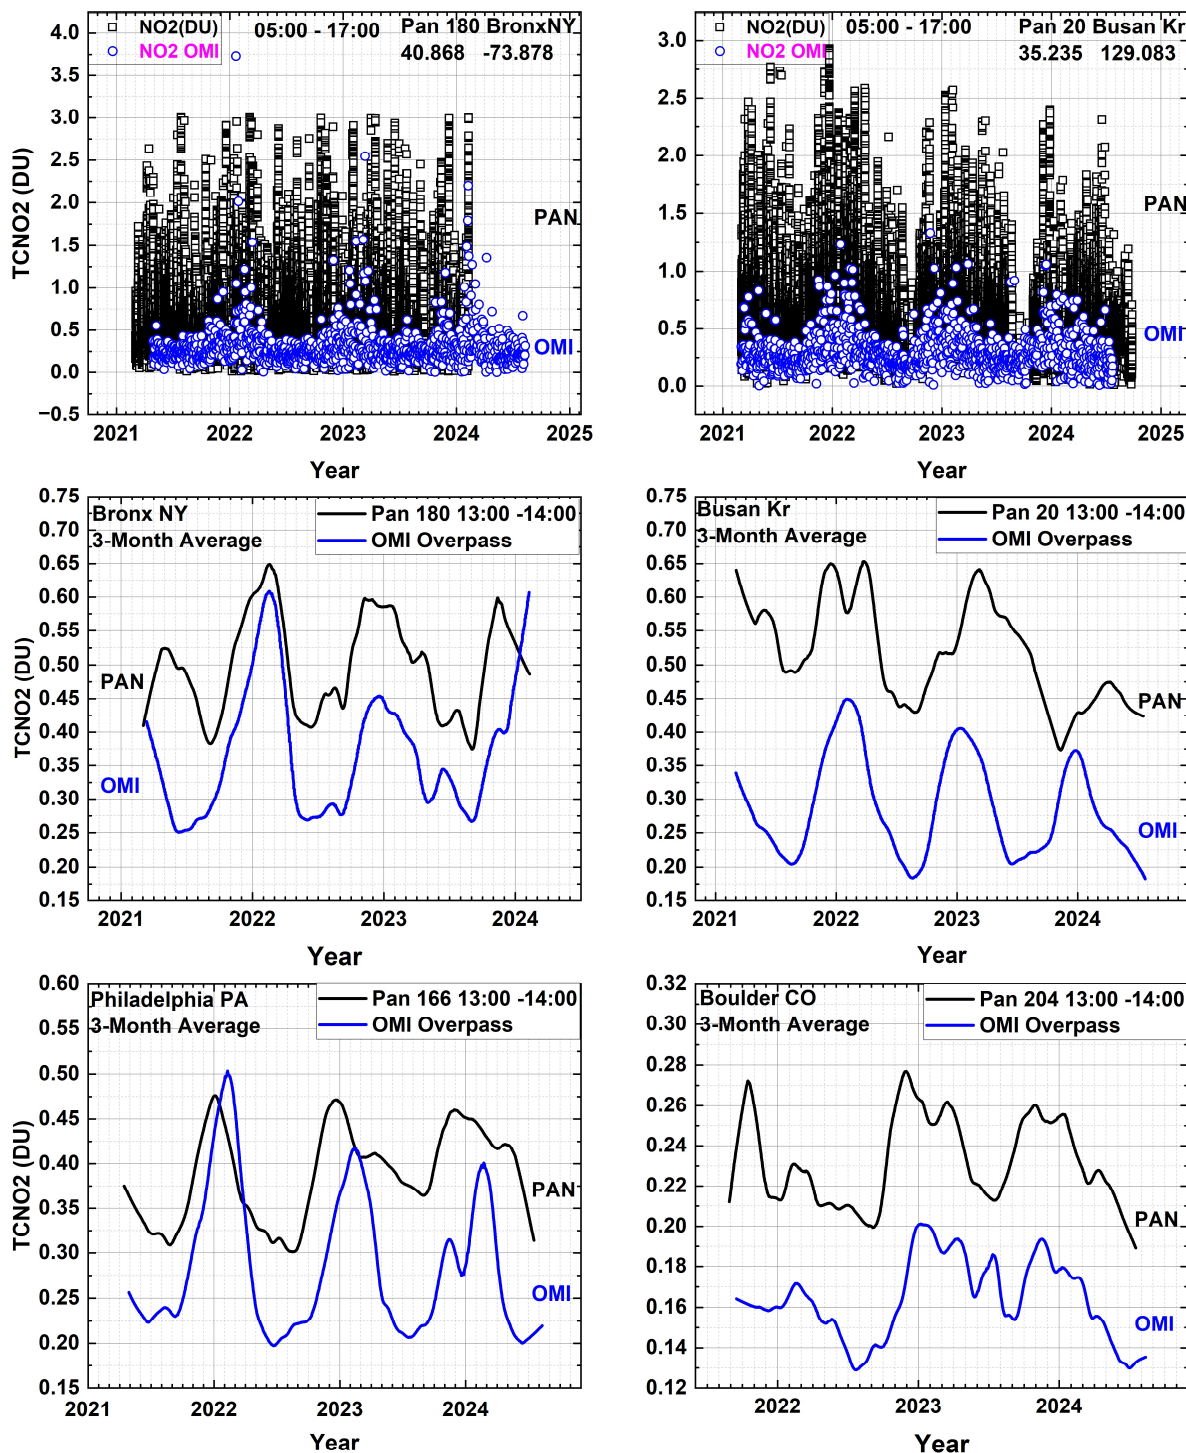 NO2(DU) 05:00 - 17:00 Pan 180 BronxNY
NO2 OMI 40.868 -73.878
4.0
3.5
3.0
2.5
2.0
1.5
1.0
0.5
0.0
−0.5
TCNO2 (DU)
PAN
OMI
2021 2022 2023 2024 2025
Year
NO2(DU) 05:00 - 17:00 Pan 20 Busan Kr
NO2 OMI 35.235 129.083
3.0
2.5
2.0
1.5
1.0
0.5
0.0
TCNO2 (DU)
PAN
OMI
2021 2022 2023 2024 2025
Year
Bronx NY
3-Month Average
Pan 180 13:00 -14:00
OMI Overpass
0.75
0.70
0.65
0.60
0.55
0.50
0.45
0.40
0.35
0.30
0.25
0.20
0.15
TCNO2 (DU)
PAN
OMI
2021 2022 2023 2024
Year
Busan Kr
3-Month Average
Pan 20 13:00 -14:00
OMI Overpass
0.75
0.70
0.65
0.60
0.55
0.50
0.45
0.40
0.35
0.30
0.25
0.20
0.15
PAN
OMI
2021 2022 2023 2024
Year
Philadelphia PA
3-Month Average
Pan 166 13:00 -14:00
OMI Overpass
0.60
0.55
0.50
0.45
0.40
0.35
0.30
0.25
0.20
0.15
TCNO2 (DU)
PAN
OMI
2021 2022 2023 2024
Year
Boulder CO
3-Month Average
Pan 204 13:00 -14:00
OMI Overpass
0.32
0.30
0.28
0.26
0.24
0.22
0.20
0.18
0.16
0.14
0.12
PAN
OMI
2022 2023 2024
Year